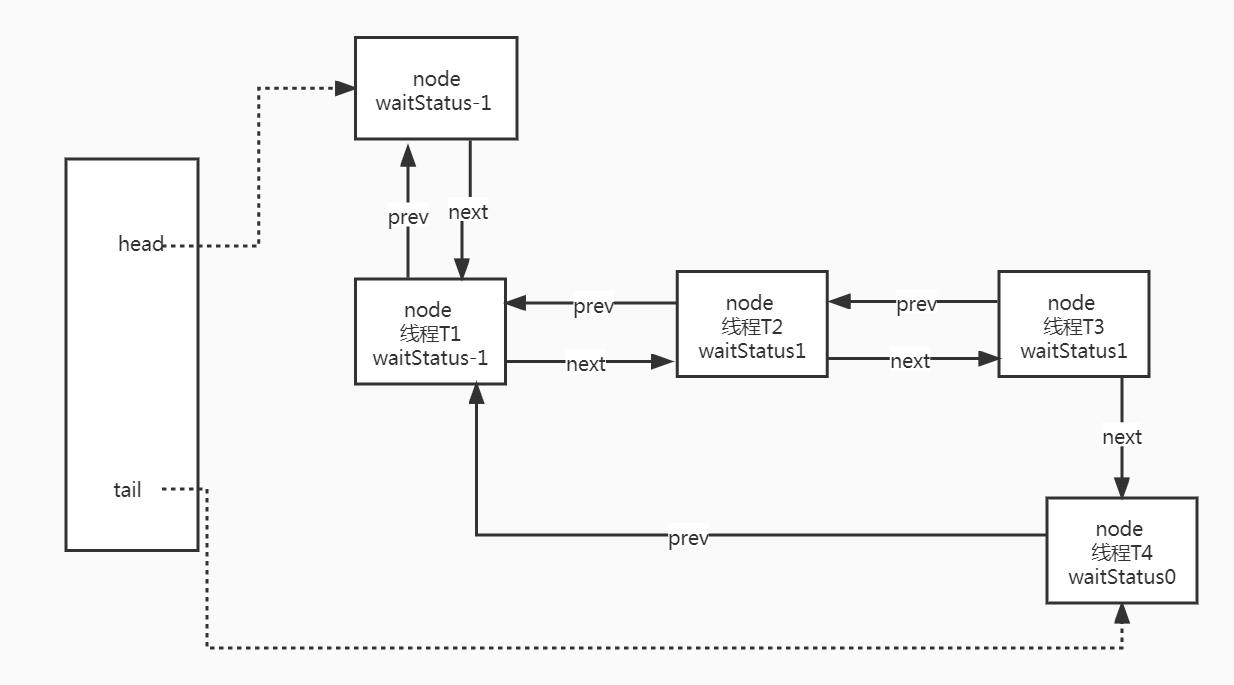 node
waitStatus-1
head
prev
next
node
线程T1
waitStatus-1
prev
next
node
线程T2
waitStatus1
prev
next
node
线程T3
waitStatus1
next
tail
prev
node
线程T4
waitStatus0